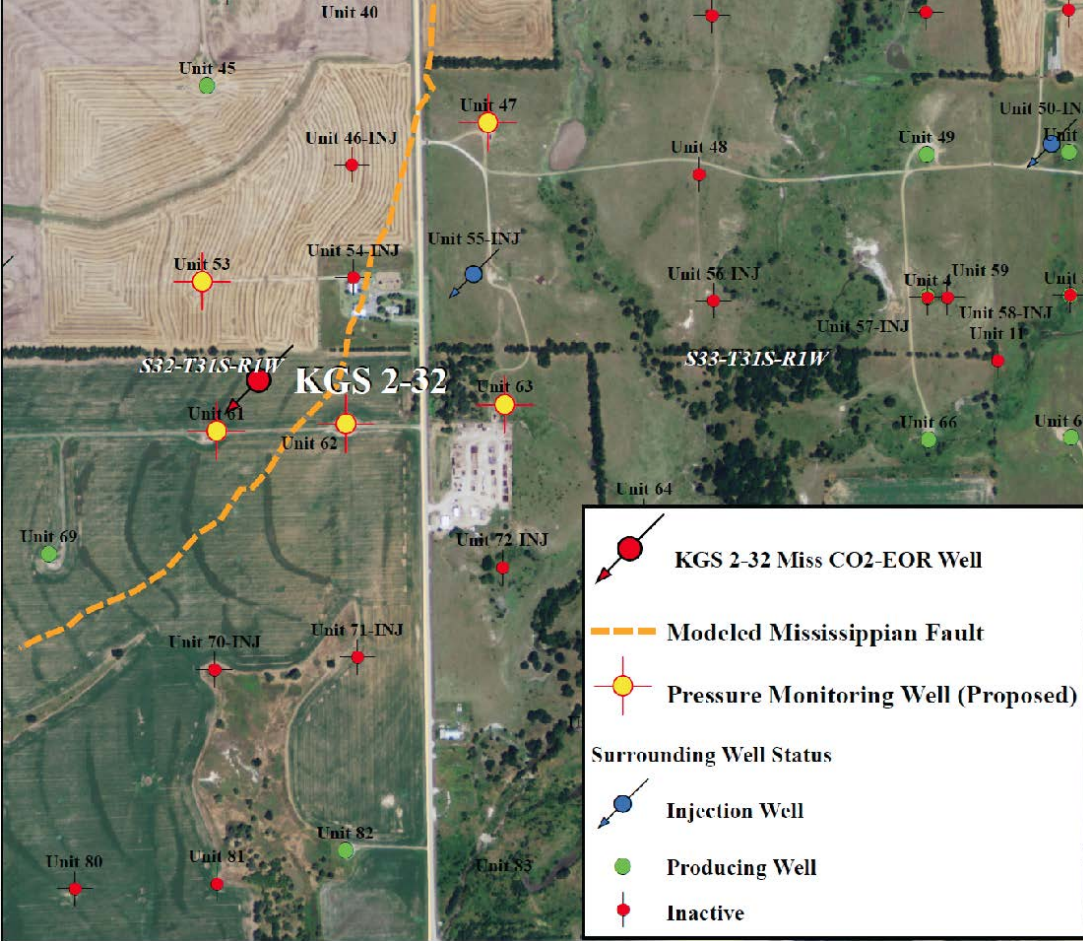 Unit 40
Unit 45
Unit 47
Unit 46-INJ
Unit 48
Unit 49
Unit 50-IN
Unit
Unit 53
Unit 54-INJ
Unit 55-INJ
Unit 56-INJ
Unit 4
Unit 59
Unit
Unit 57-INJ
Unit 58-INJ
Unit 11
S32-T31S-R1W
S33-T31S-R1W
KGS 2-32
Unit 61
Unit 62
Unit 63
Unit 66
Unit 6
Unit 64
Unit 69
Unit 72-INJ
Unit 70-INJ
Unit 71-INJ
Unit 80
Unit 81
Unit 82
Unit 83
KGS 2-32 Miss CO2-EOR Well
Modeled Mississippian Fault
Pressure Monitoring Well (Proposed)
Surrounding Well Status
Injection Well
Producing Well
Inactive